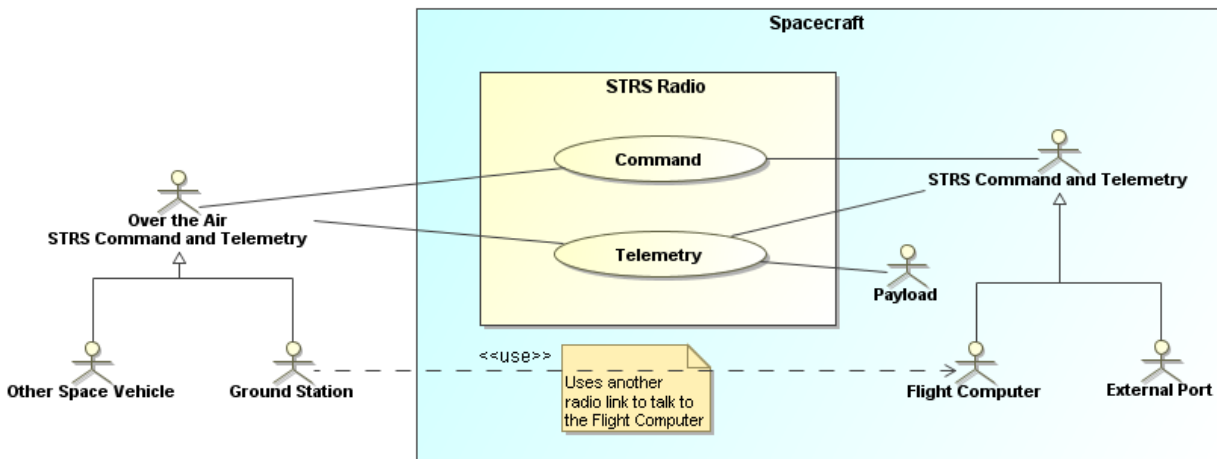 Spacecraft
STRS Radio
Command
Telemetry
Over the Air
STRS Command and Telemetry
STRS Command and Telemetry
Payload
Other Space Vehicle
Ground Station
<<use>>
Uses another
radio link to talk to
the Flight Computer
Flight Computer
External Port